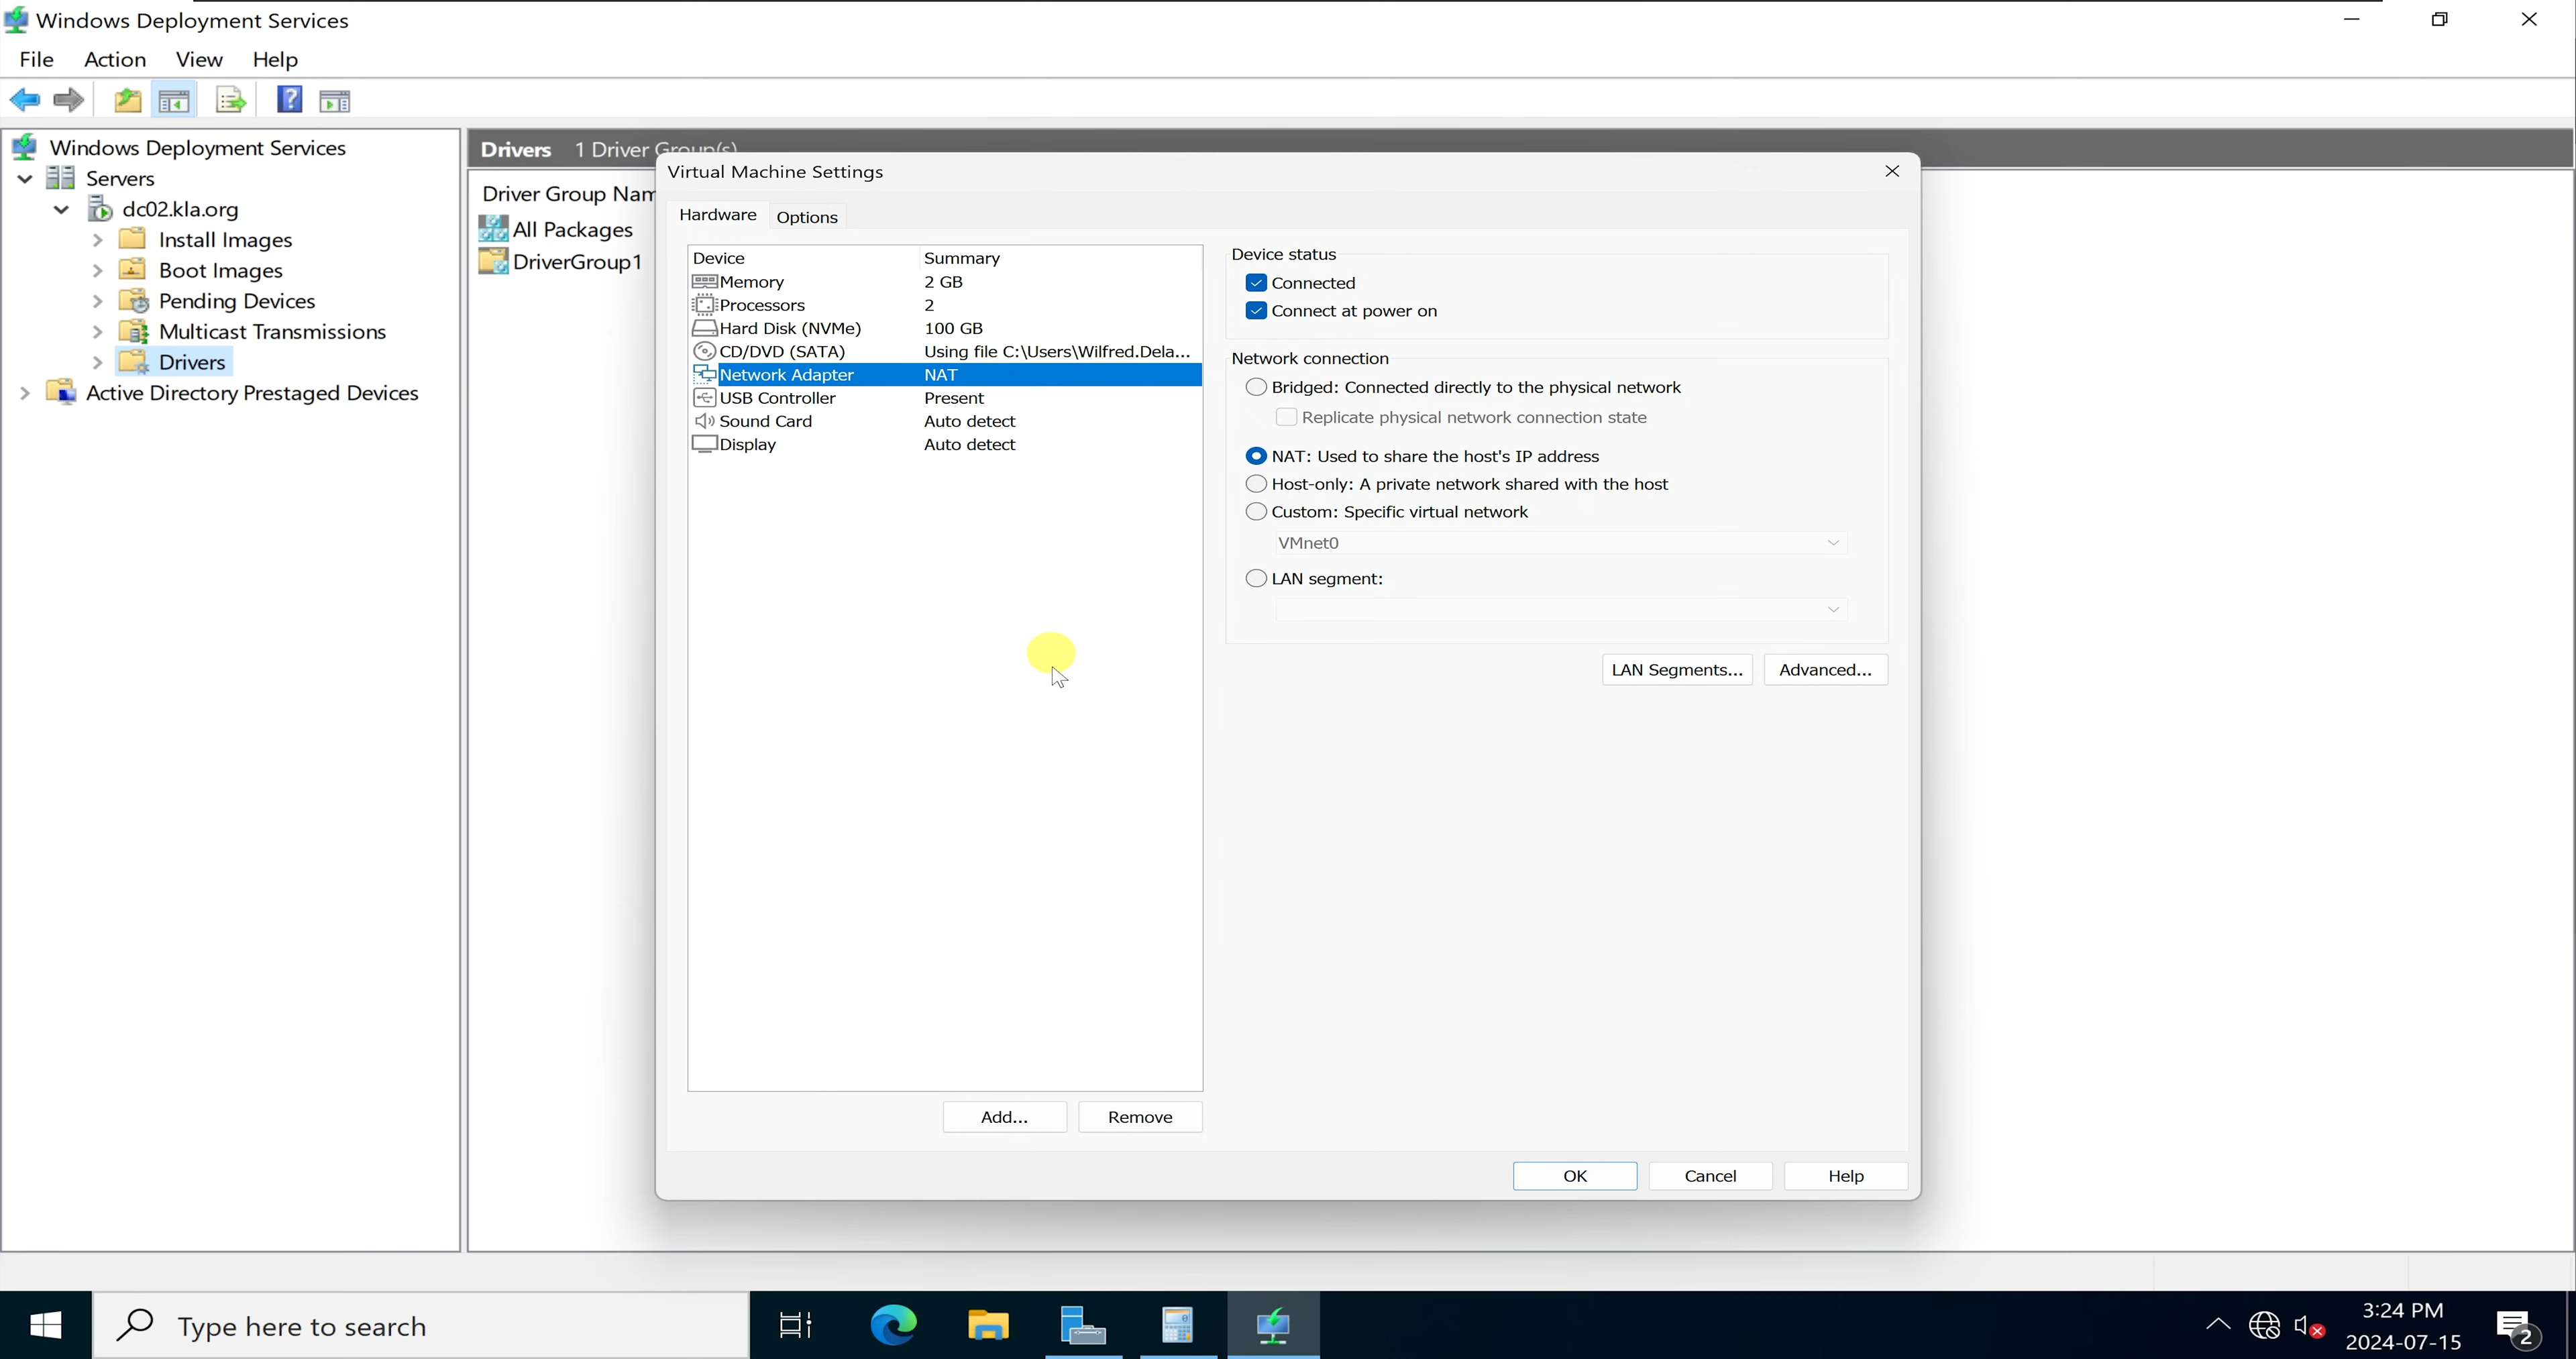 Windows Deployment Services
File Action View Help
Windows Deployment Services
Servers
dc02.kla.org
Install Images
Boot Images
Pending Devices
Multicast Transmissions
Drivers
Active Directory Prestaged Devices
Drivers 1 Driver Group(s)
Driver Group Nam
All Packages
DriverGroup1
Virtual Machine Settings
Hardware Options
Device Summary
Memory 2 GB
Processors 2
Hard Disk (NVMe) 100 GB
CD/DVD (SATA) Using file C:\Users\Wilfred.Dela...
Network Adapter NAT
USB Controller Present
Sound Card Auto detect
Display Auto detect
Add... Remove
Device status
Connected
Connect at power on
Network connection
Bridged: Connected directly to the physical network
Replicate physical network connection state
NAT: Used to share the host's IP address
Host-only: A private network shared with the host
Custom: Specific virtual network
VMnet0
LAN segment:
LAN Segments... Advanced...
OK Cancel Help
Type here to search
3:24 PM
2024-07-15
2